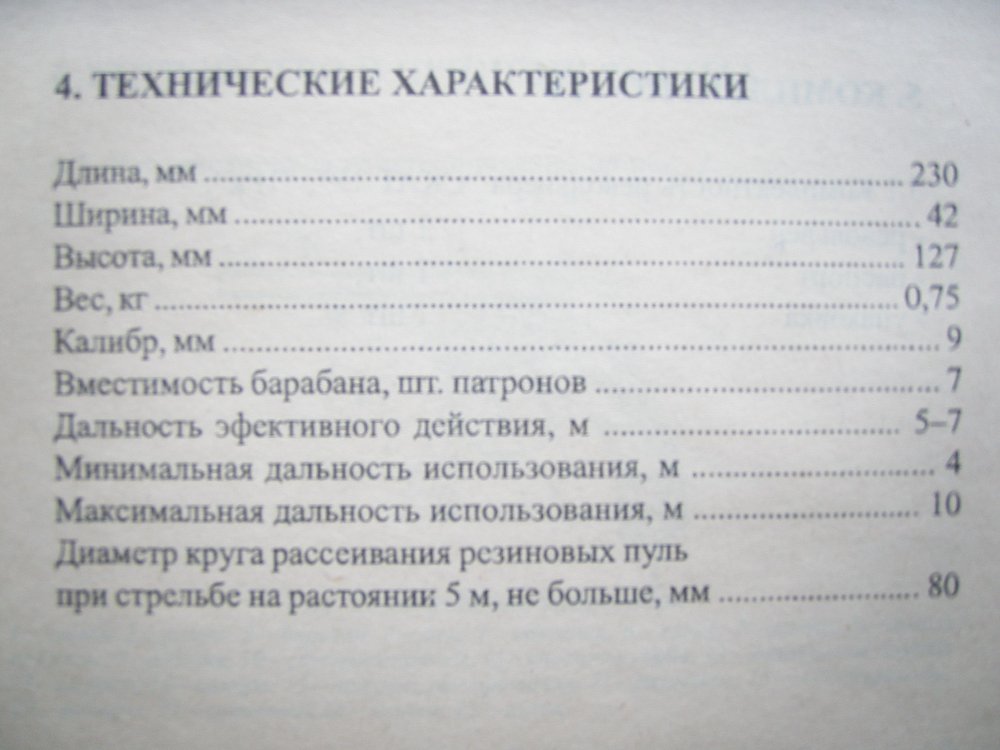 4. ТЕХНИЧЕСКИЕ ХАРАКТЕРИСТИКИ
Длина, мм ........................................ 230
Ширина, мм ........................................ 42
Высота, мм ........................................ 127
Вес, кг ........................................ 0,75
Калибр, мм ........................................ 9
Вместимость барабана, шт. патронов ........................................ 7
Дальность эфективного действия, м ........................................ 5–7
Минимальная дальность использования, м ........................................ 4
Максимальная дальность использования, м ........................................ 10
Диаметр круга рассеивания резиновых пуль
при стрельбе на растоянии 5 м, не больше, мм ........................................ 80